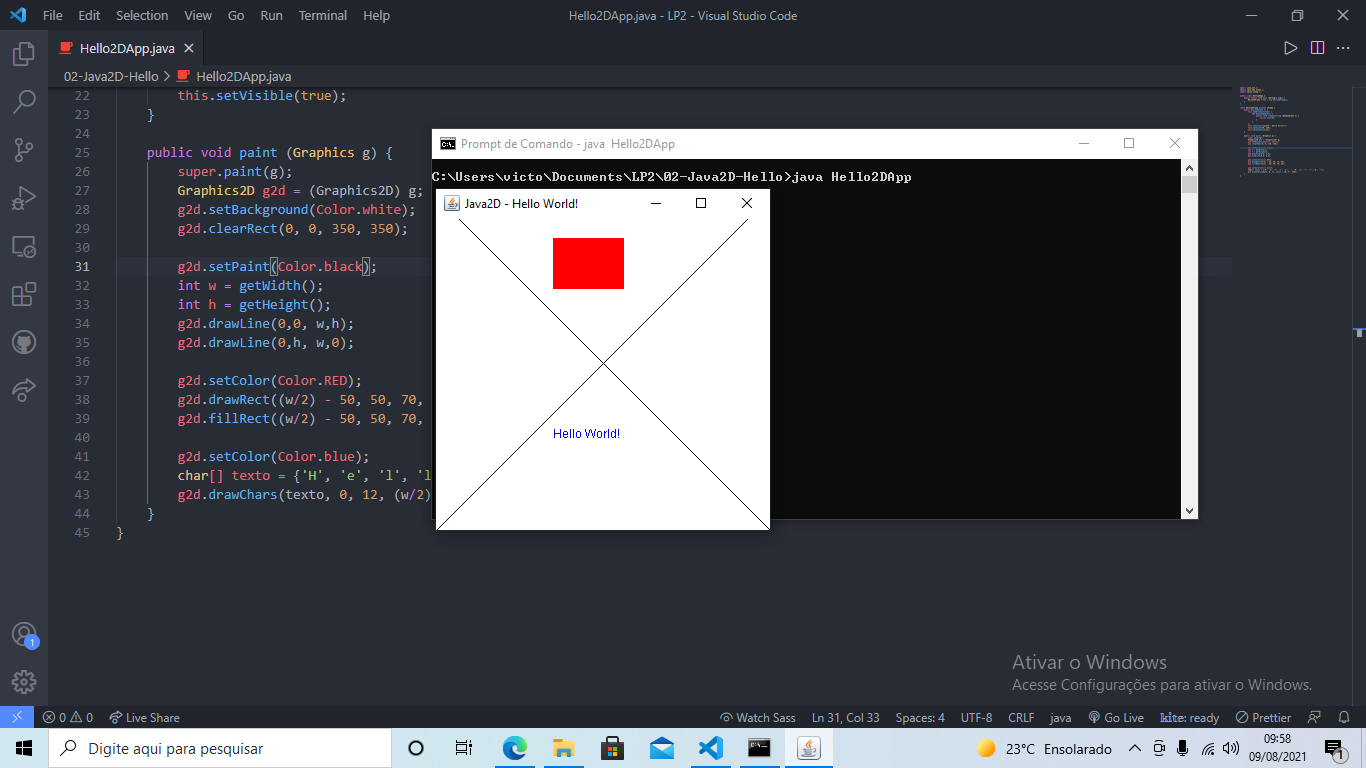 File Edit Selection View Go Run Terminal Help Hello2DApp.java - LP2 - Visual Studio Code
Hello2DApp.java
02-Java2D-Hello > Hello2DApp.java
22 this.setVisible(true);
23 }
24
25 public void paint (Graphics g) {
26 super.paint(g);
27 Graphics2D g2d = (Graphics2D) g;
28 g2d.setBackground(Color.white);
29 g2d.clearRect(0, 0, 350, 350);
30
31 g2d.setPaint(Color.black);
32 int w = getWidth();
33 int h = getHeight();
34 g2d.drawLine(0,0, w,h);
35 g2d.drawLine(0,h, w,0);
36
37 g2d.setColor(Color.RED);
38 g2d.drawRect((w/2) - 50, 50, 70,
39 g2d.fillRect((w/2) - 50, 50, 70,
40
41 g2d.setColor(Color.blue);
42 char[] texto = {'H', 'e', 'l', 'l
43 g2d.drawChars(texto, 0, 12, (w/2)
44 }
45 }
Prompt de Comando - java Hello2DApp
C:\Users\victo\Documents\LP2\02-Java2D-Hello>java Hello2DApp
Java2D - Hello World!
Hello World!
Ativar o Windows
Acesse Configurações para ativar o Windows.
1
0 0 Live Share Watch Sass Ln 31, Col 33 Spaces: 4 UTF-8 CRLF java Go Live kite: ready Prettier
Digite aqui para pesquisar
23°C Ensolarado
09:58
09/08/2021
1